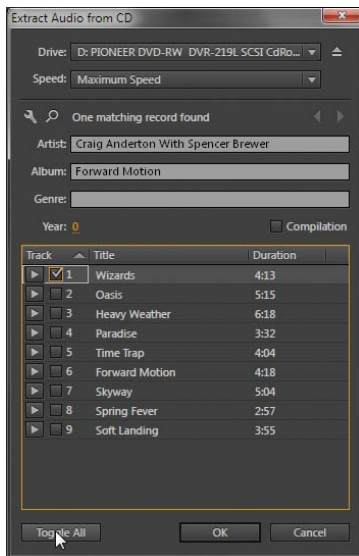 Extract Audio from CD
Drive: D: PIONEER DVD-RW DVR-219L SCSI CdRo...
Speed: Maximum Speed
One matching record found
Artist: Craig Anderton With Spencer Brewer
Album: Forward Motion
Genre:
Year: 0 Compilation
Track Title Duration
1 Wizards 4:13
2 Oasis 5:15
3 Heavy Weather 6:18
4 Paradise 3:32
5 Time Trap 4:04
6 Forward Motion 4:18
7 Skyway 5:04
8 Spring Fever 2:57
9 Soft Landing 3:55
Toggle All OK Cancel